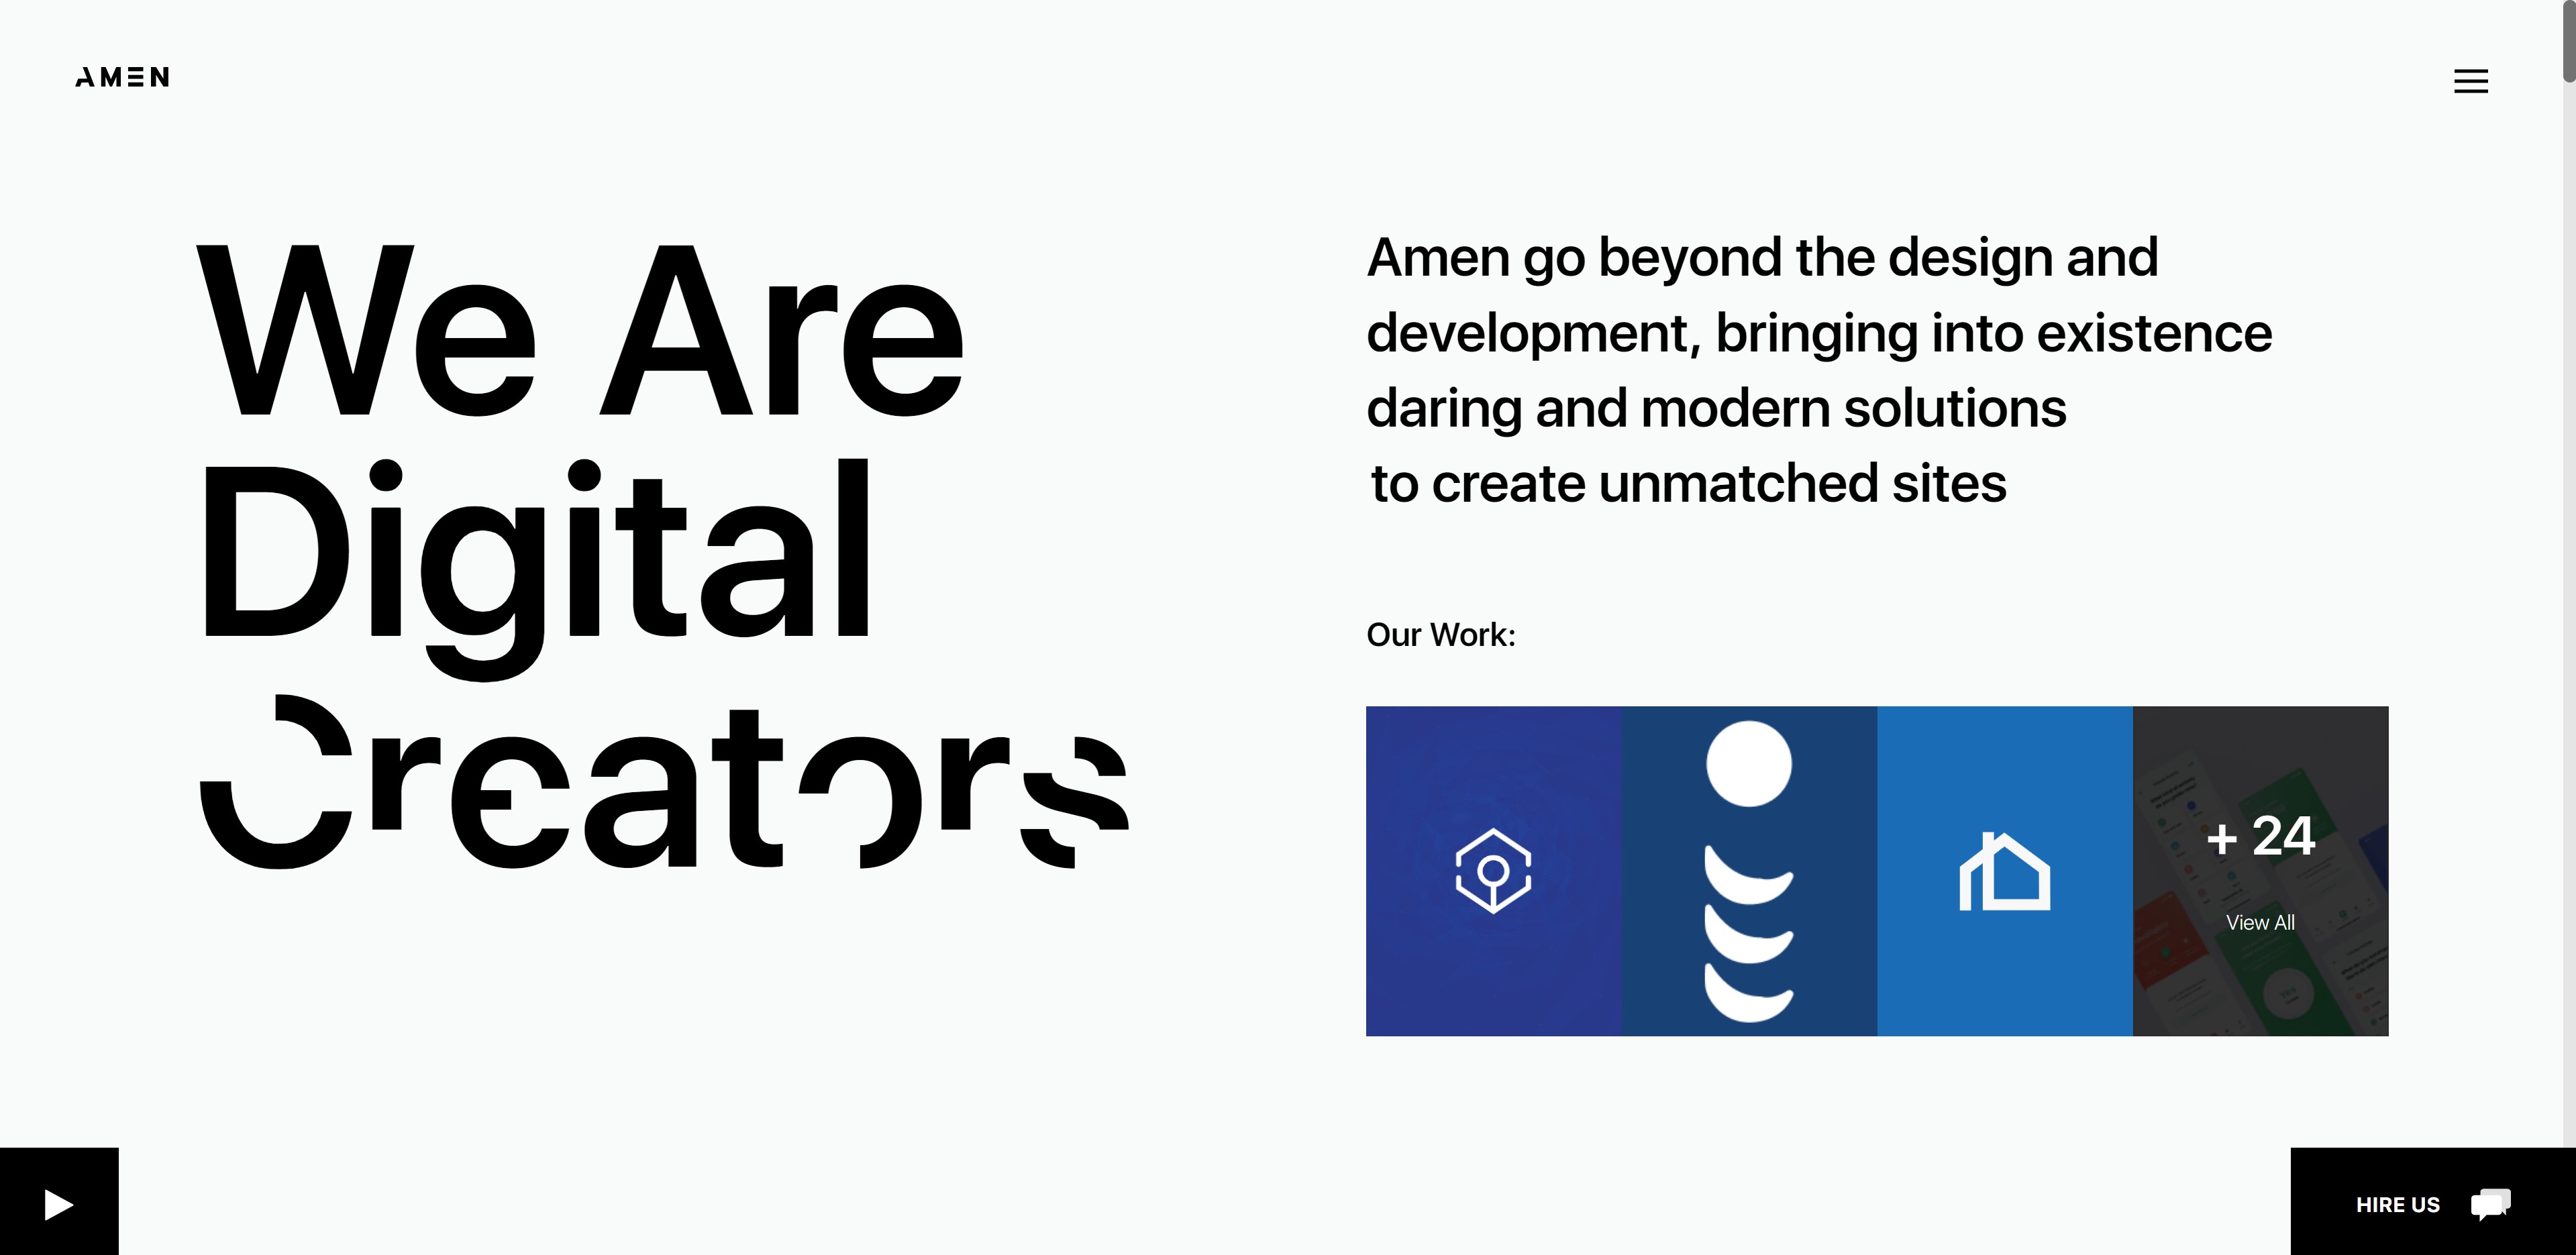 AMEN
We Are
Digital
Creators
Amen go beyond the design and
development, bringing into existence
daring and modern solutions
to create unmatched sites
Our Work:
+ 24
View All
HIRE US